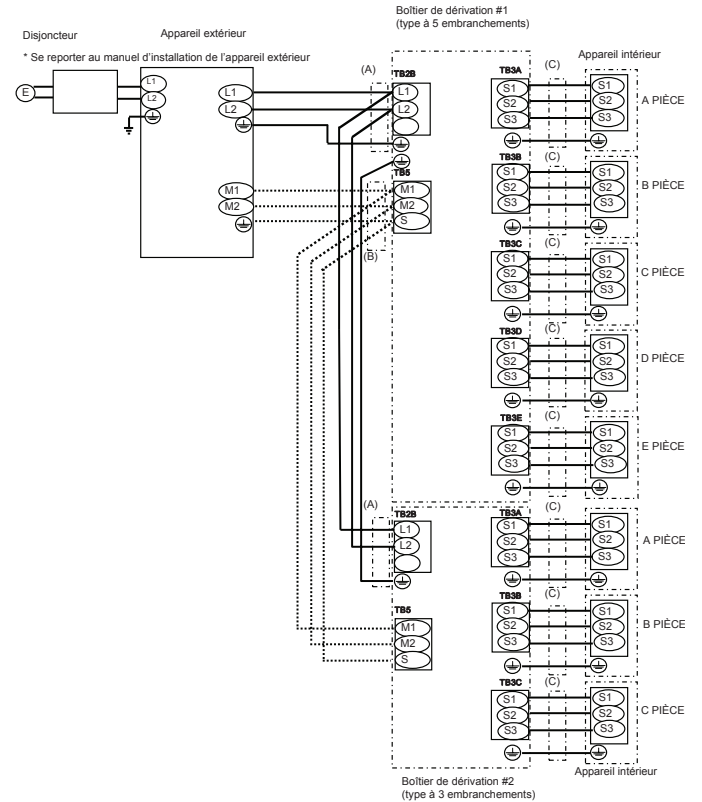 Boîtier de dérivation #1
(type à 5 embranchements)
Disjoncteur
Appareil extérieur
* Se reporter au manuel d'installation de l'appareil extérieur
Appareil intérieur
E
L1
L2
L1
L2
M1
M2
(A)
TB2B
L1
L2
TB5
M1
M2
S
(B)
TB3A
(C)
S1
S2
S3
S1
S2
S3
A PIÈCE
TB3B
(C)
S1
S2
S3
S1
S2
S3
B PIÈCE
TB3C
(C)
S1
S2
S3
S1
S2
S3
C PIÈCE
TB3D
(C)
S1
S2
S3
S1
S2
S3
D PIÈCE
TB3E
(C)
S1
S2
S3
S1
S2
S3
E PIÈCE
(A)
TB2B
L1
L2
TB5
M1
M2
S
TB3A
(C)
S1
S2
S3
S1
S2
S3
A PIÈCE
TB3B
(C)
S1
S2
S3
S1
S2
S3
B PIÈCE
TB3C
(C)
S1
S2
S3
S1
S2
S3
C PIÈCE
Appareil intérieur
Boîtier de dérivation #2
(type à 3 embranchements)